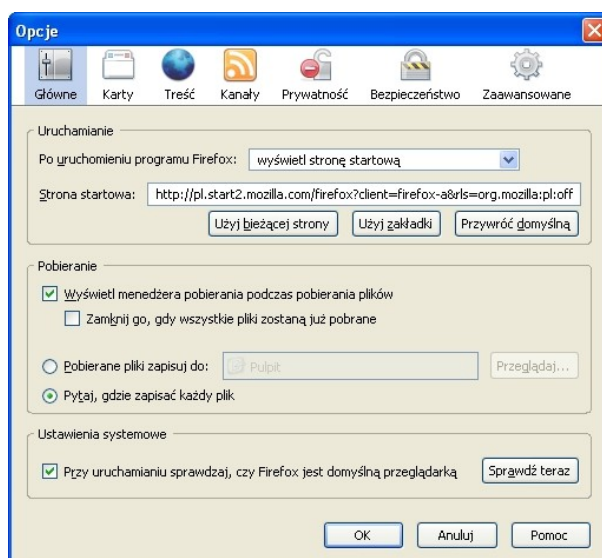 Opcje
Główne Karty Treść Kanały Prywatność Bezpieczeństwo Zaawansowane
Uruchamianie
Po uruchomieniu programu Firefox: wyświetl stronę startową
Strona startowa: http://pl.start2.mozilla.com/firefox?client=firefox-a&rls=org.mozilla:pl:off
Użyj bieżącej strony Użyj zakładki Przywróć domyślną
Pobieranie
Wyświetl menedżera pobierania podczas pobierania plików
Zamknij go, gdy wszystkie pliki zostaną już pobrane
Pobierane pliki zapisuj do: Pulpit Przeglądaj...
Pytaj, gdzie zapisać każdy plik
Ustawienia systemowe
Przy uruchamianiu sprawdzaj, czy Firefox jest domyślną przeglądarką Sprawdź teraz
OK Anuluj Pomoc